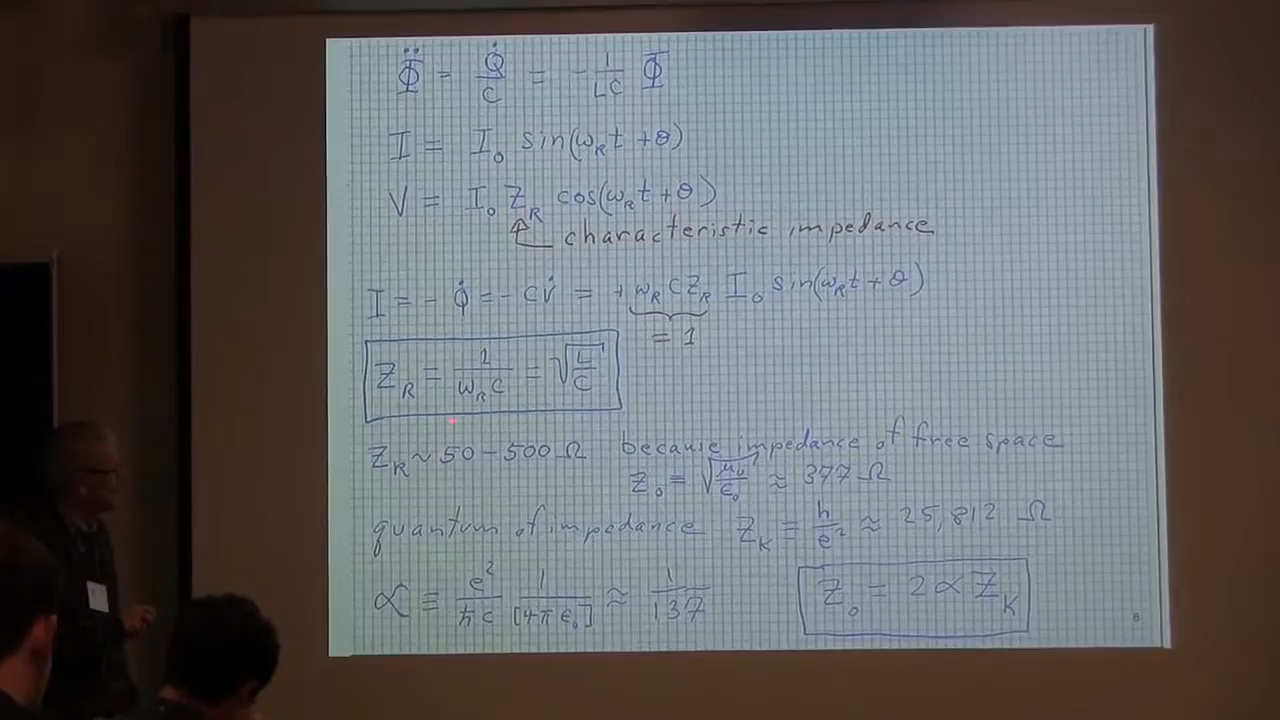 Φ̈ = Q̇/C = -1/LC Φ
I = I₀ sin(ω_R t + θ)
V = I₀ Z_R cos(ω_R t + θ)
characteristic impedance
I = - Q̇ = - CV̇ = + ω_R C Z_R I₀ sin(ω_R t + θ)
= 1
Z_R = 1/(ω_R C) = √(L/C)
Z_R ~ 50 - 500 Ω because impedance of free space
Z₀ = √(μ₀/ε₀) ≈ 377 Ω
quantum of impedance Z_K = h/e² ≈ 25,812 Ω
α ≡ e²/ħc 1/[4πε₀] ≈ 1/137 Z₀ = 2αZ_K